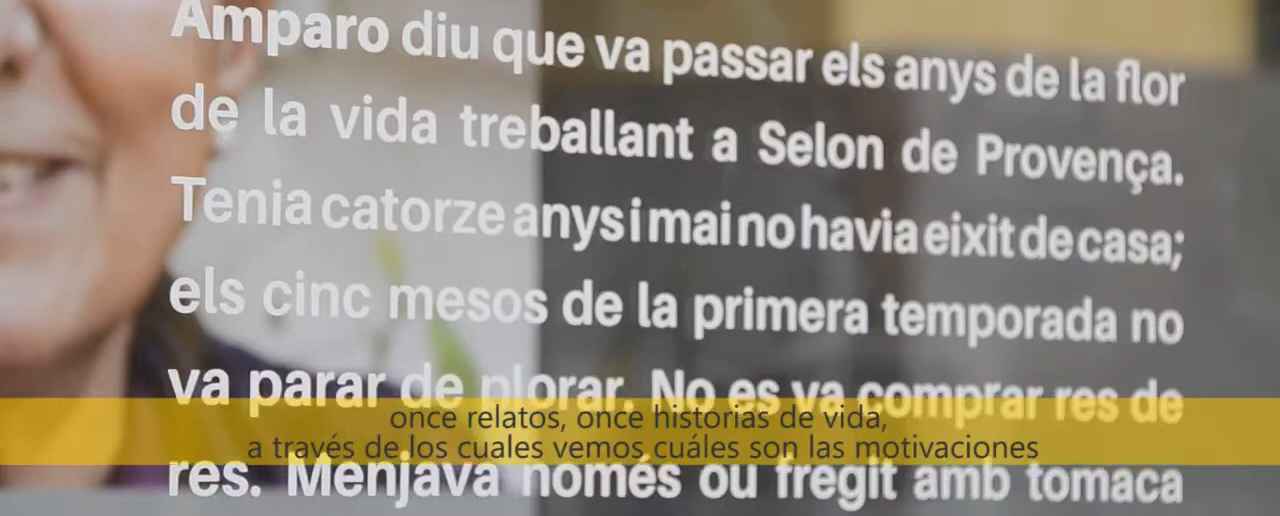 Amparo diu que va passar els anys de la flor
de la vida treballant a Selon de Provença.
Tenia catorze anys i mai no havia eixit de casa;
els cinc mesos de la primera temporada no
va parar de plorar. No es va comprar res de
once relatos, once historias de vida,
a través de los cuales vemos cuáles son las motivaciones
res. Menjava només ou fregit amb tomaca